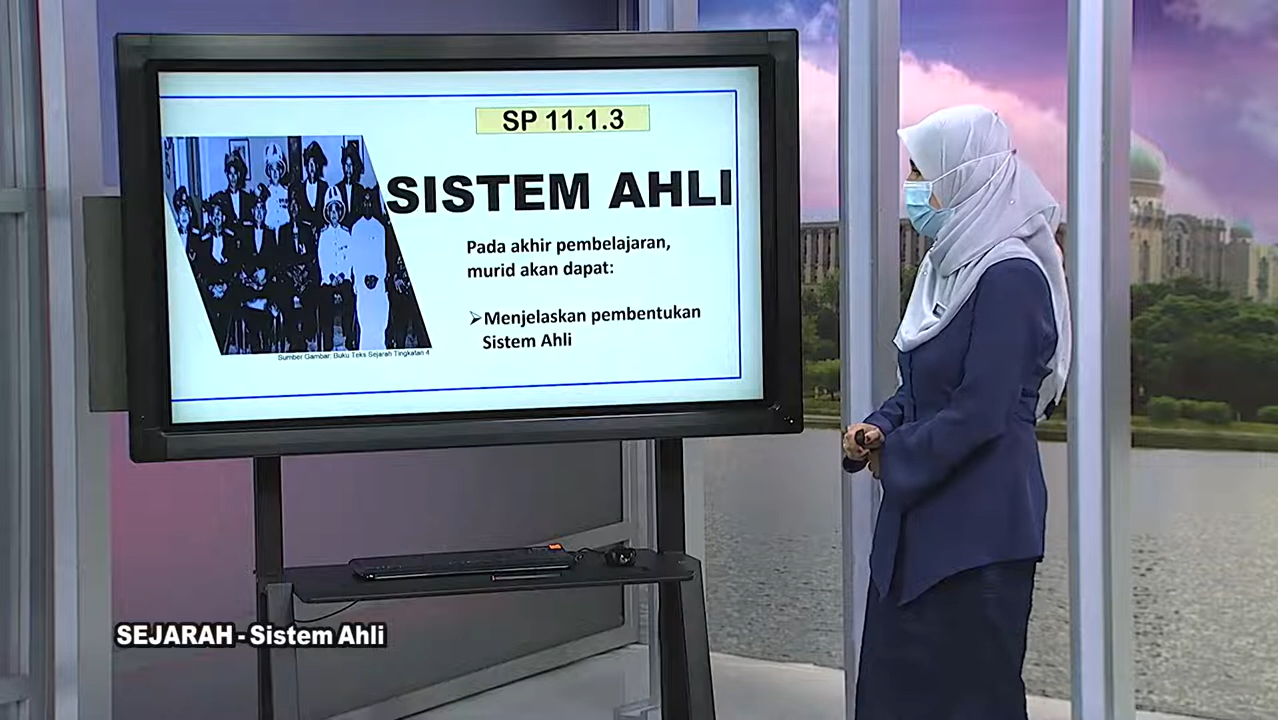 SP 11.1.3
SISTEM AHLI
Pada akhir pembelajaran,
murid akan dapat:
➢Menjelaskan pembentukan
Sistem Ahli
Sumber Gambar: Buku Teks Sejarah Tingkatan 4
SEJARAH - Sistem Ahli